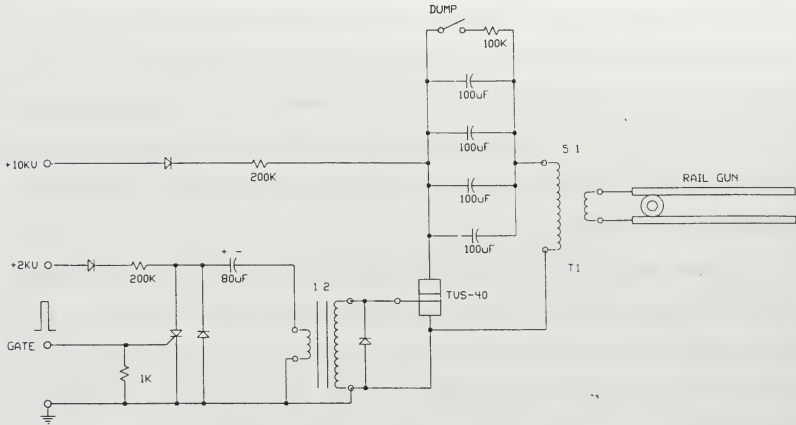 DUMP
100K
100uF
100uF
100uF
100uF
+10KV
200K
5 1
RAIL GUN
T1
+2KV
200K
+ -
80uF
1 2
TVS-40
GATE
1K